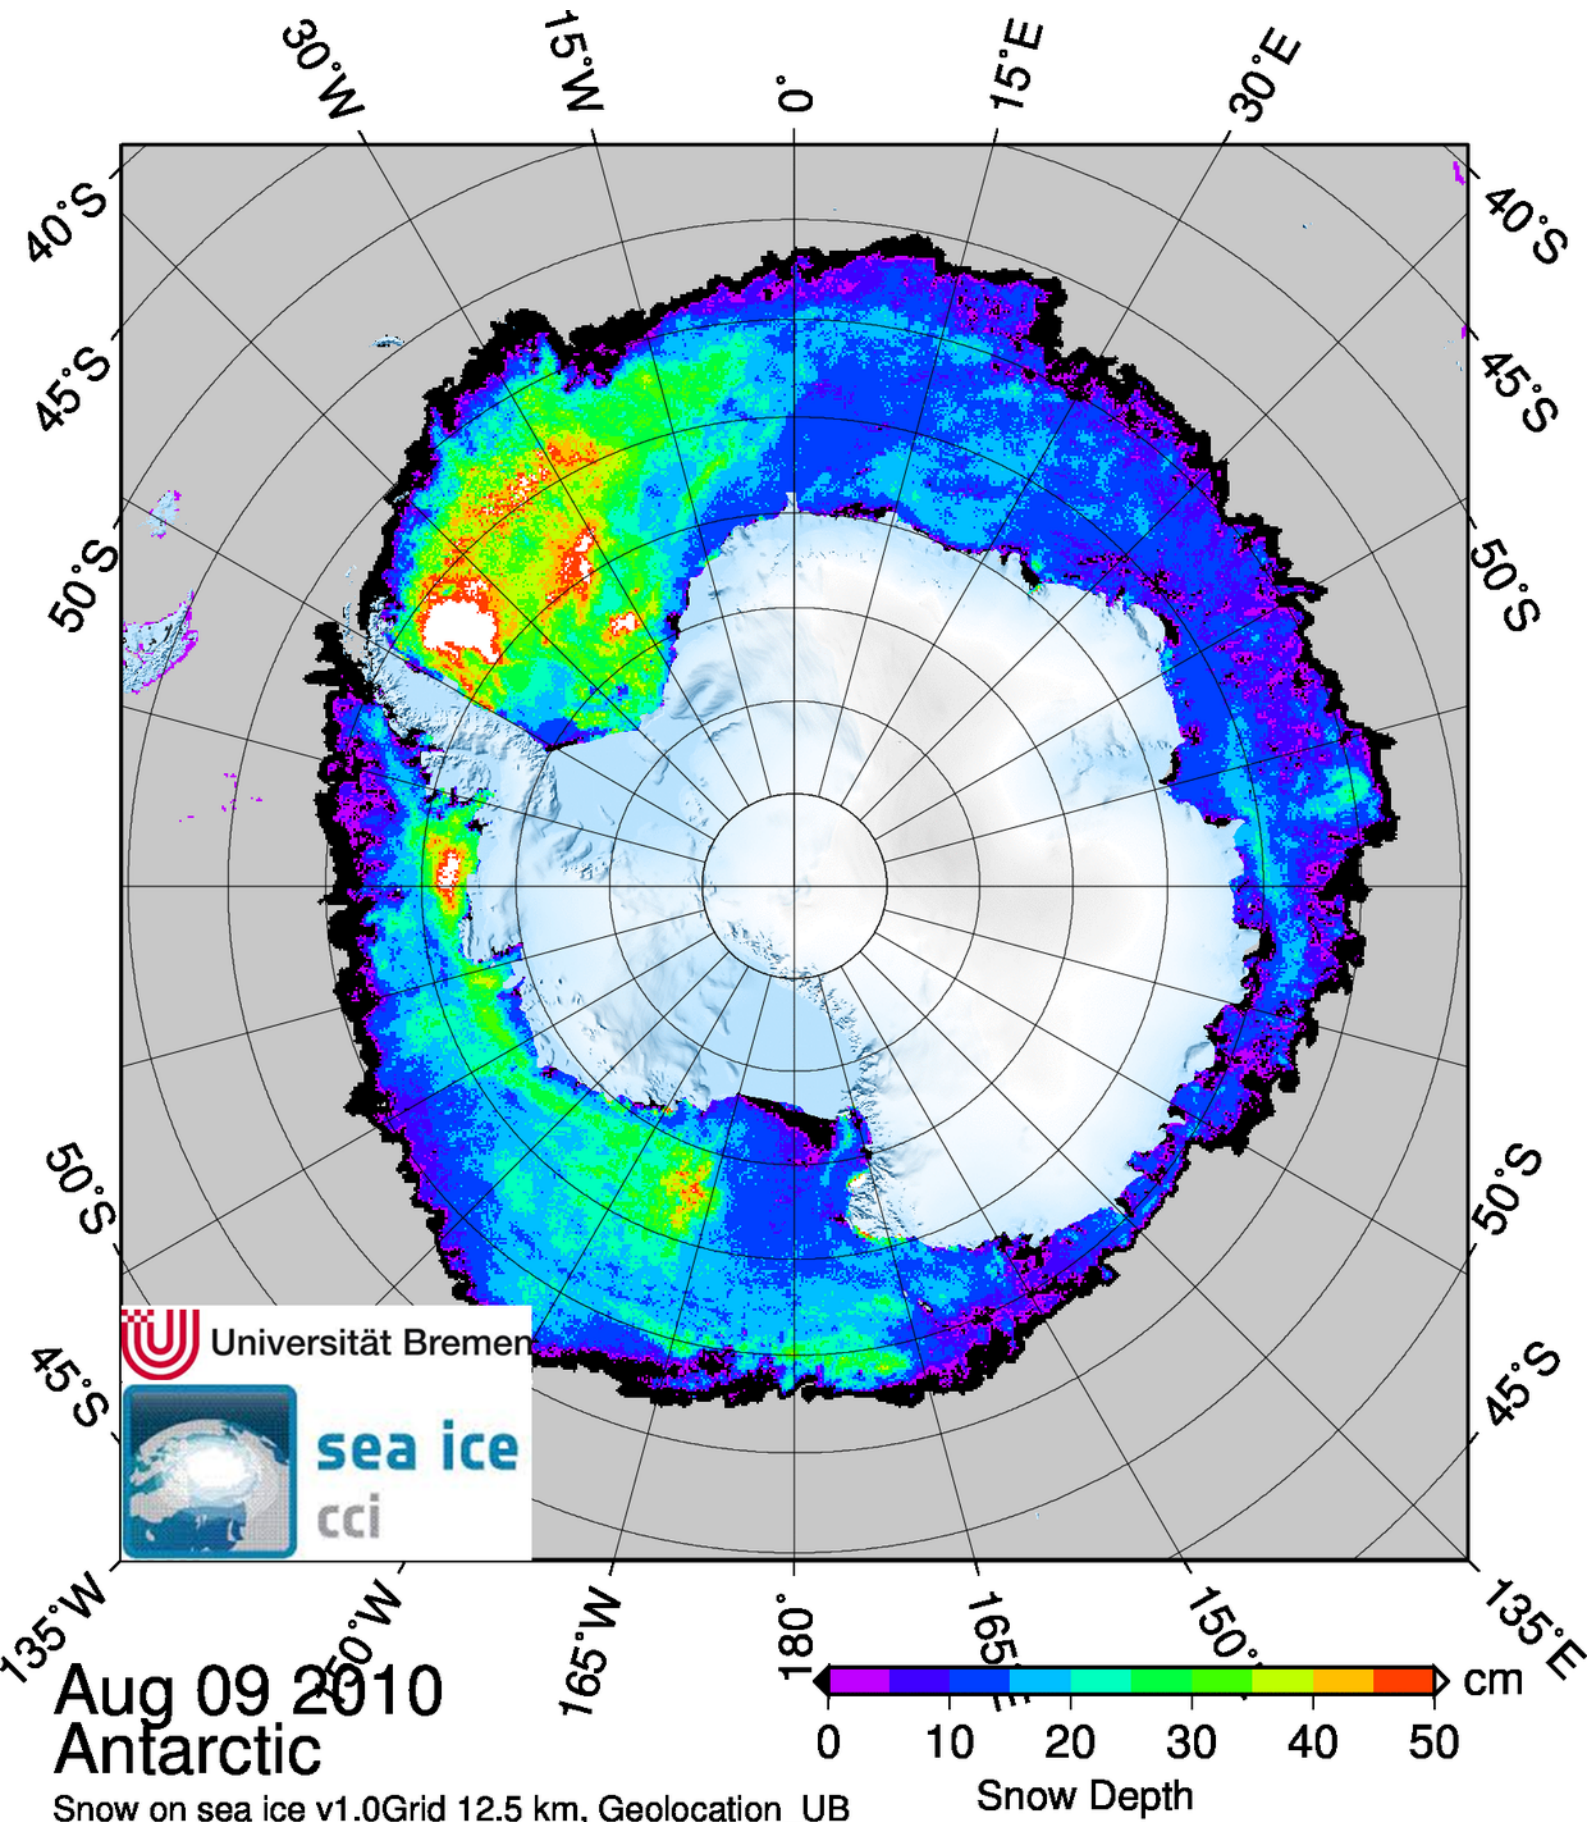 30°W 15°W 0° 15°E 30°E
40°S 40°S
45°S 45°S
50°S 50°S
50°S 50°S
45°S 45°S
Universität Bremen
sea ice
cci
135°W 150°W 165°W 180° 165°E 150° 135°E
Aug 09 2010
Antarctic
Snow on sea ice v1.0Grid 12.5 km, Geolocation UB
cm
0 10 20 30 40 50
Snow Depth